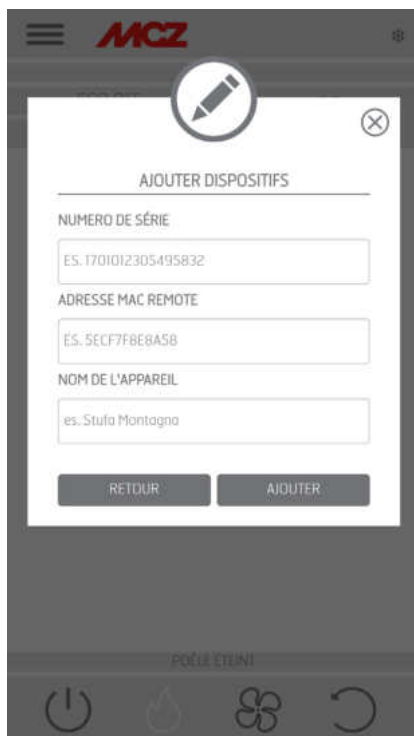 MCZ
AJOUTER DISPOSITIFS
NUMERO DE SÉRIE
ES. 1701012305495832
ADRESSE MAC REMOTE
ES. 5ECF7F8E8A58
NOM DE L'APPAREIL
es. Stufa Montagna
RETOUR AJOUTER
POÊLE ETEINT